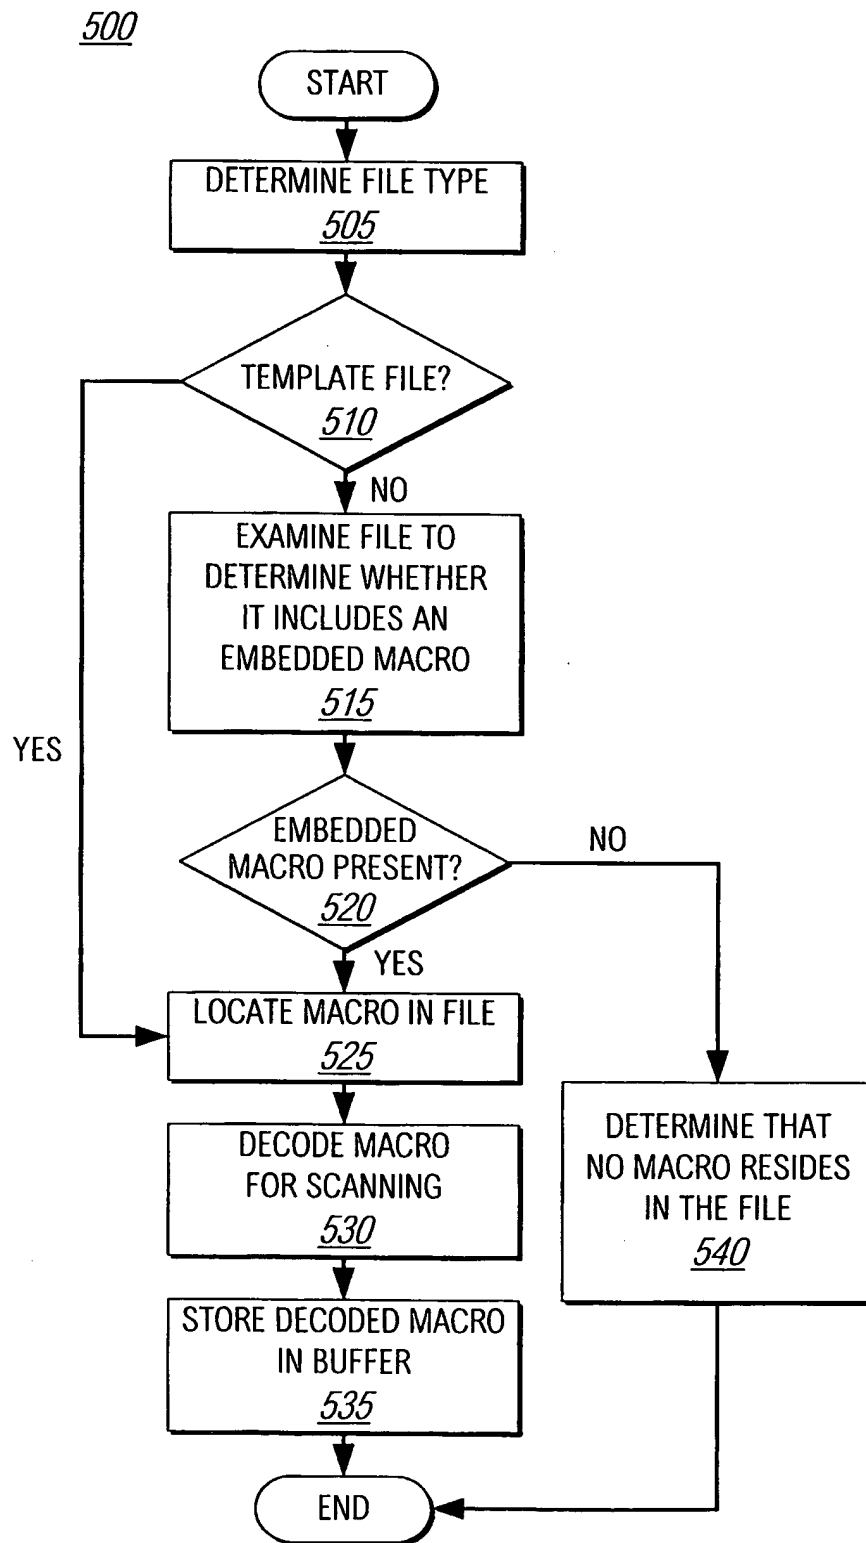 500
START
DETERMINE FILE TYPE
505
TEMPLATE FILE?
510
NO
EXAMINE FILE TO
DETERMINE WHETHER
IT INCLUDES AN
EMBEDDED MACRO
515
YES
EMBEDDED
MACRO PRESENT?
520
NO
YES
LOCATE MACRO IN FILE
525
DECODE MACRO
FOR SCANNING
530
DETERMINE THAT
NO MACRO RESIDES
IN THE FILE
540
STORE DECODED MACRO
IN BUFFER
535
END